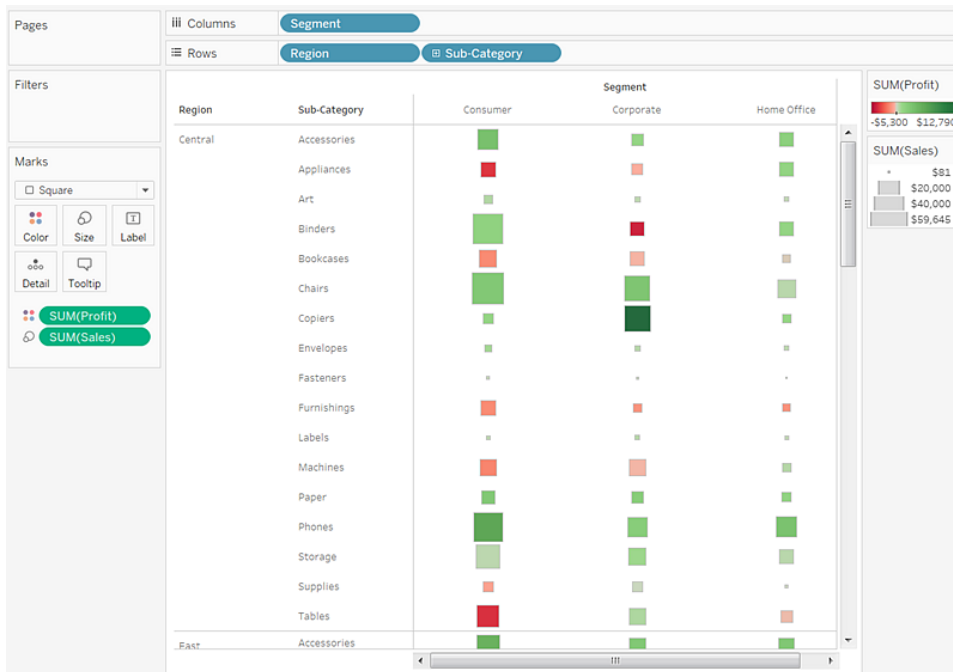 Pages
Columns Segment
Rows Region Sub-Category
Filters
Marks
Square
Color Size Label
Detail Tooltip
SUM(Profit)
SUM(Sales)
Segment
Region Sub-Category Consumer Corporate Home Office
Central Accessories
Appliances
Art
Binders
Bookcases
Chairs
Copiers
Envelopes
Fasteners
Furnishings
Labels
Machines
Paper
Phones
Storage
Supplies
Tables
East Accessories
SUM(Profit)
-$5,300 $12,790
SUM(Sales)
$81
$20,000
$40,000
$59,645